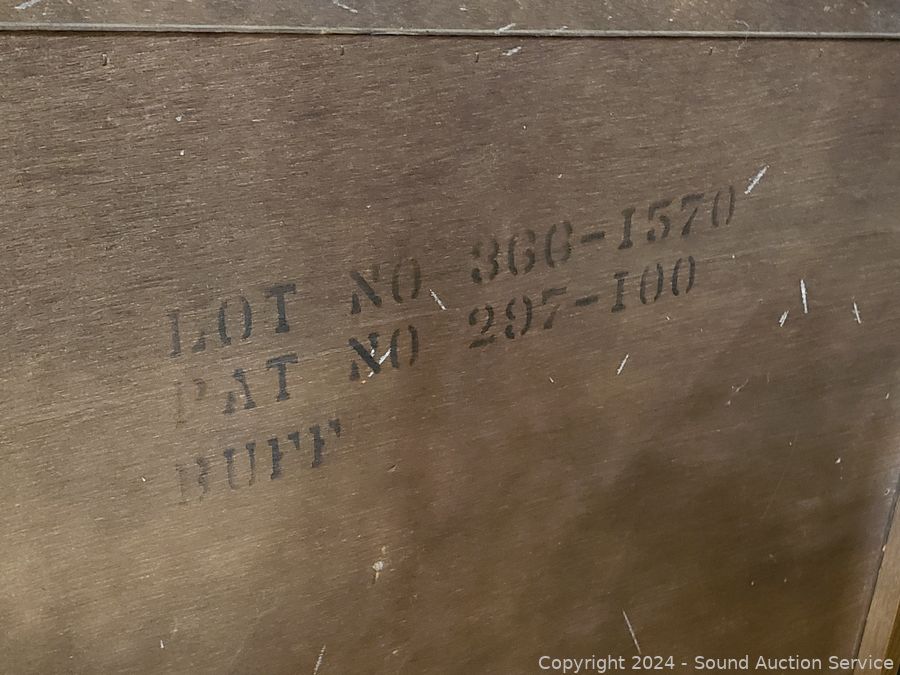 LOT NO 366-1570
PAT NO 297-100
BUFF
Copyright 2024 - Sound Auction Service